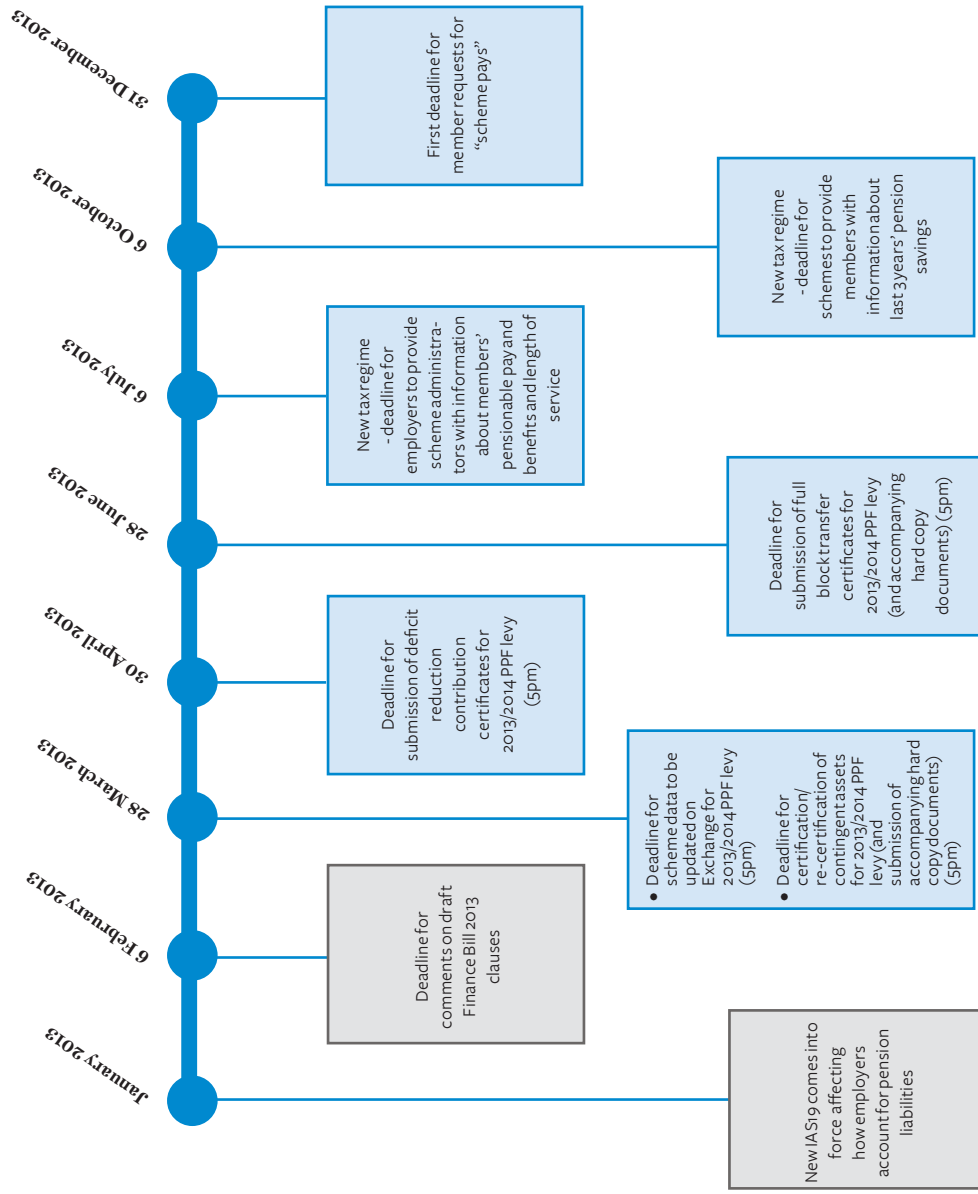 January 2013
New IAS19 comes into
force affecting
how employers
account for pension
liabilities
6 February 2013
Deadline for
comments on draft
Finance Bill 2013
clauses
28 March 2013
• Deadline for
scheme data to be
updated on
Exchange for
2013/2014 PPF levy
(5pm)
• Deadline for
certification/
re-certification of
contingent assets
for 2013/2014 PPF
levy (and
submission of
accompanying hard
copy documents)
(5pm)
30 April 2013
Deadline for
submission of deficit
reduction
contribution
certificates for
2013/2014 PPF levy
(5pm)
28 June 2013
Deadline for
submission of full
block transfer
certificates for
2013/2014 PPF levy
(and accompanying
hard copy
documents) (5pm)
6 July 2013
New tax regime
- deadline for
employers to provide
scheme administra-
tors with information
about members'
pensionable pay and
benefits and length of
service
6 October 2013
New tax regime
- deadline for
schemes to provide
members with
information about
last 3 years' pension
savings
31 December 2013
First deadline for
member requests for
“scheme pays”